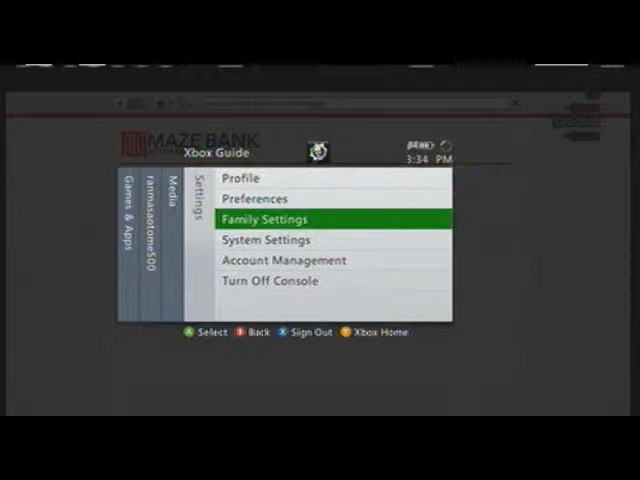 MAZE BANK
Xbox Guide
3:34 PM
Games & Apps
ranmasaotome500
Media
Settings
Profile
Preferences
Family Settings
System Settings
Account Management
Turn Off Console
A Select B Back X Sign Out Y Xbox Home